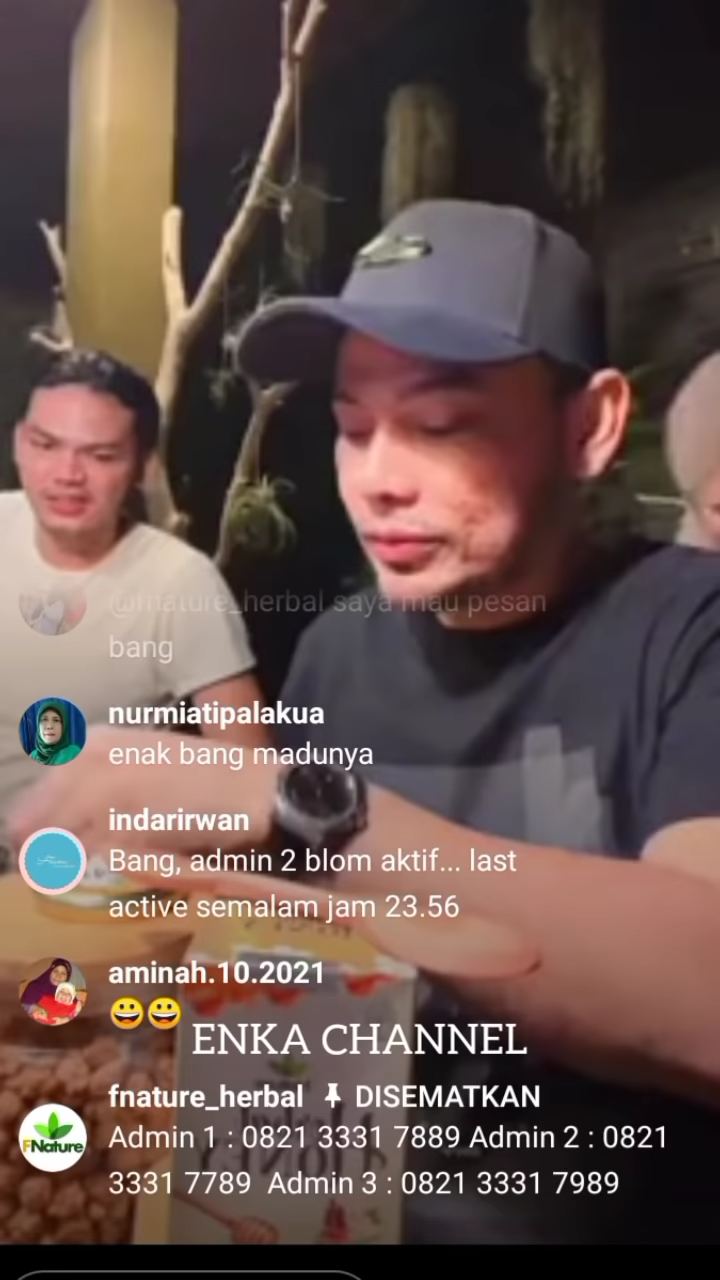 @fnature_herbal saya mau pesan
bang
nurmiatipalakua
enak bang madunya
indarirwan
Bang, admin 2 blom aktif... last
active semalam jam 23.56
aminah.10.2021
😀😀
ENKA CHANNEL
fnature_herbal 📌 DISEMATKAN
FNature
Admin 1 : 0821 3331 7889 Admin 2 : 0821
3331 7789 Admin 3 : 0821 3331 7989